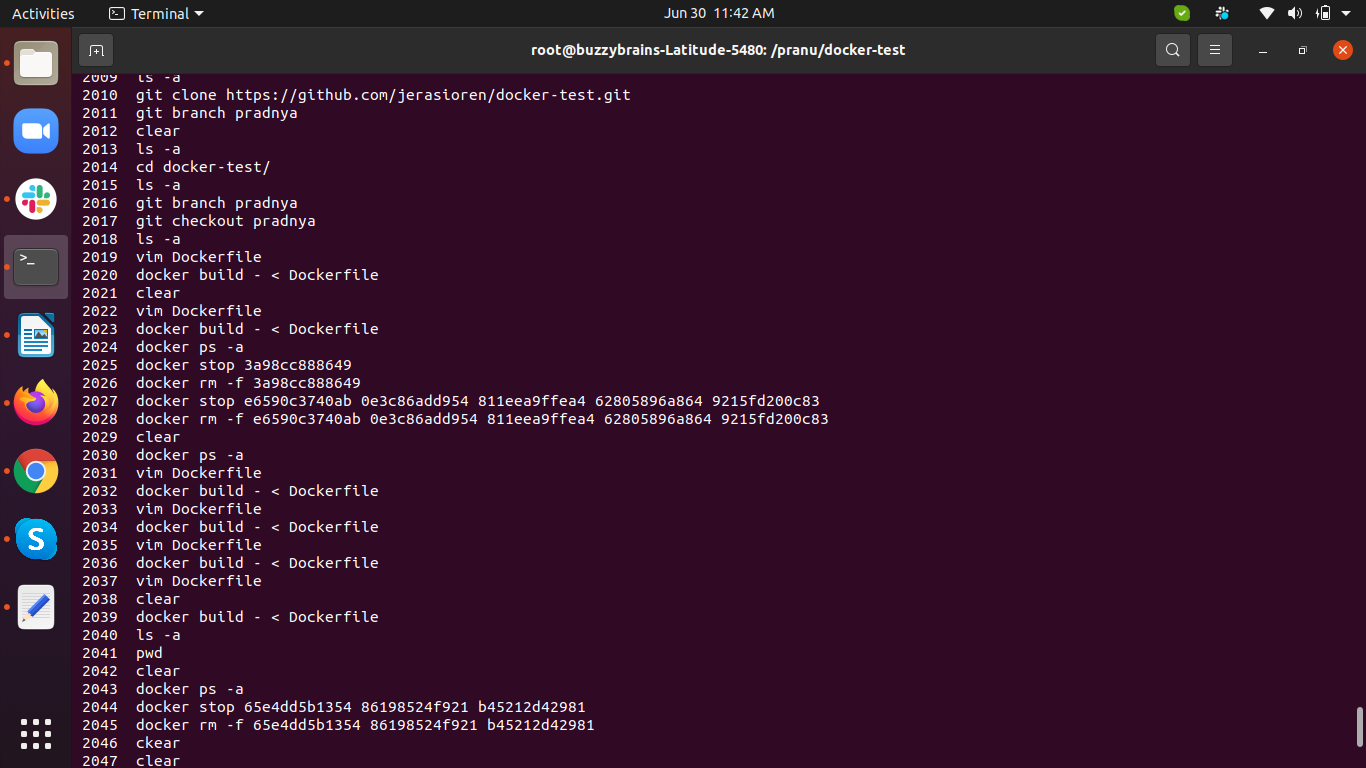 Activities Terminal Jun 30 11:42 AM
root@buzzybrains-Latitude-5480: /pranu/docker-test
2009 ls -a
2010 git clone https://github.com/jerasioren/docker-test.git
2011 git branch pradnya
2012 clear
2013 ls -a
2014 cd docker-test/
2015 ls -a
2016 git branch pradnya
2017 git checkout pradnya
2018 ls -a
2019 vim Dockerfile
2020 docker build - < Dockerfile
2021 clear
2022 vim Dockerfile
2023 docker build - < Dockerfile
2024 docker ps -a
2025 docker stop 3a98cc888649
2026 docker rm -f 3a98cc888649
2027 docker stop e6590c3740ab 0e3c86add954 811eea9ffea4 62805896a864 9215fd200c83
2028 docker rm -f e6590c3740ab 0e3c86add954 811eea9ffea4 62805896a864 9215fd200c83
2029 clear
2030 docker ps -a
2031 vim Dockerfile
2032 docker build - < Dockerfile
2033 vim Dockerfile
2034 docker build - < Dockerfile
2035 vim Dockerfile
2036 docker build - < Dockerfile
2037 vim Dockerfile
2038 clear
2039 docker build - < Dockerfile
2040 ls -a
2041 pwd
2042 clear
2043 docker ps -a
2044 docker stop 65e4dd5b1354 86198524f921 b45212d42981
2045 docker rm -f 65e4dd5b1354 86198524f921 b45212d42981
2046 ckear
2047 clear